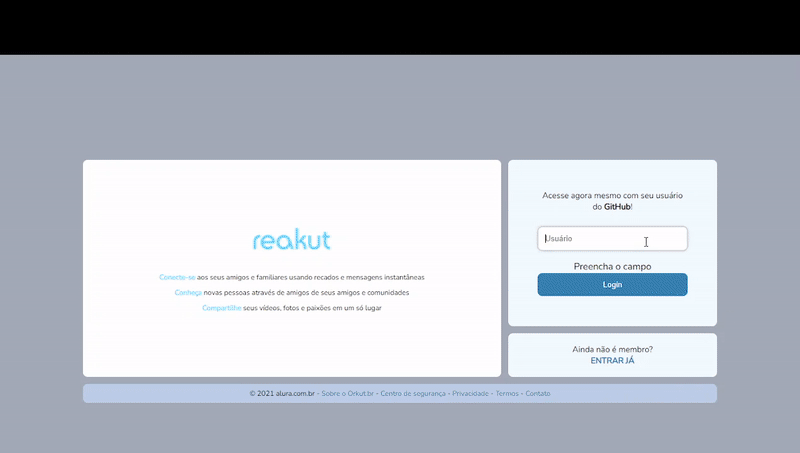 reakut
Conecte-se aos seus amigos e familiares usando recados e mensagens instantâneas
Conheça novas pessoas através de amigos de seus amigos e comunidades
Compartilhe seus vídeos, fotos e paixões em um só lugar
Acesse agora mesmo com seu usuário
do GitHub!
Usuário
Preencha o campo
Login
Ainda não é membro?
ENTRAR JÁ
© 2021 alura.com.br - Sobre o Orkut.br - Centro de segurança - Privacidade - Termos - Contato